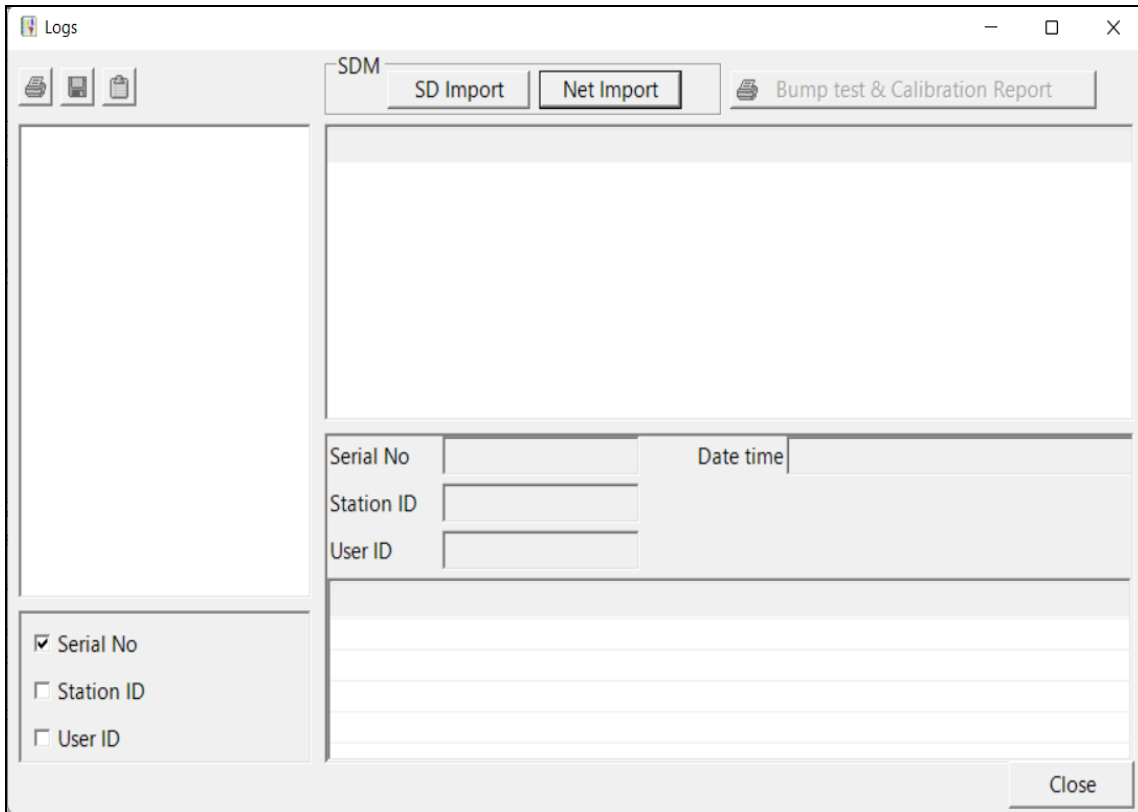 Logs
SDM
SD Import
Net Import
Bump test & Calibration Report
Serial No
Date time
Station ID
User ID
Serial No
Station ID
User ID
Close